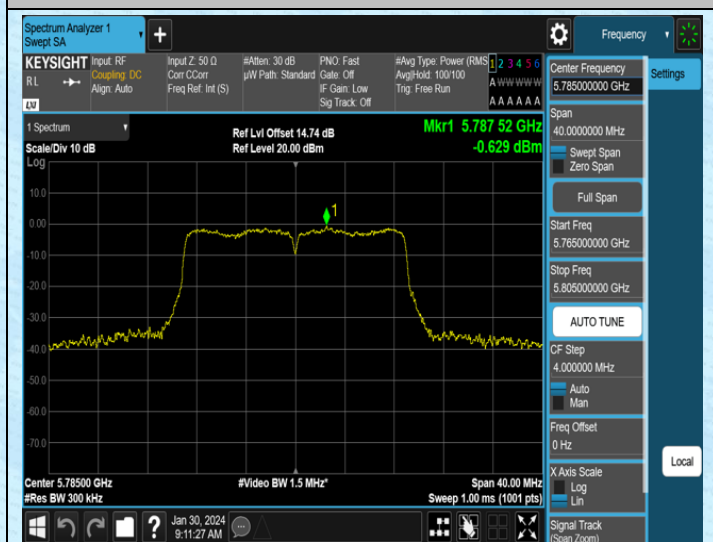 Spectrum Analyzer 1
Swept SA
Frequency
KEYSIGHT
RL
LXI
Input: RF
Coupling: DC
Align: Auto
Input Z: 50 Ω
Corr CCorr
Freq Ref: Int (S)
#Atten: 30 dB
µW Path: Standard
PNO: Fast
Gate: Off
IF Gain: Low
Sig Track: Off
#Avg Type: Power (RMS
Avg|Hold: 100/100
Trig: Free Run
1 2 3 4 5 6
A W W W W W
A A A A A A
1 Spectrum
Scale/Div 10 dB
Log
Ref Lvl Offset 14.74 dB
Ref Level 20.00 dBm
Mkr1 5.787 52 GHz
-0.629 dBm
1
10.0
0.00
-10.0
-20.0
-30.0
-40.0
-50.0
-60.0
-70.0
Center 5.78500 GHz
#Res BW 300 kHz
#Video BW 1.5 MHz*
Span 40.00 MHz
Sweep 1.00 ms (1001 pts)
Jan 30, 2024
9:11:27 AM
Center Frequency
5.785000000 GHz
Settings
Span
40.0000000 MHz
Swept Span
Zero Span
Full Span
Start Freq
5.765000000 GHz
Stop Freq
5.805000000 GHz
AUTO TUNE
CF Step
4.000000 MHz
Auto
Man
Freq Offset
0 Hz
X Axis Scale
Log
Lin
Local
Signal Track
(Span Zoom)